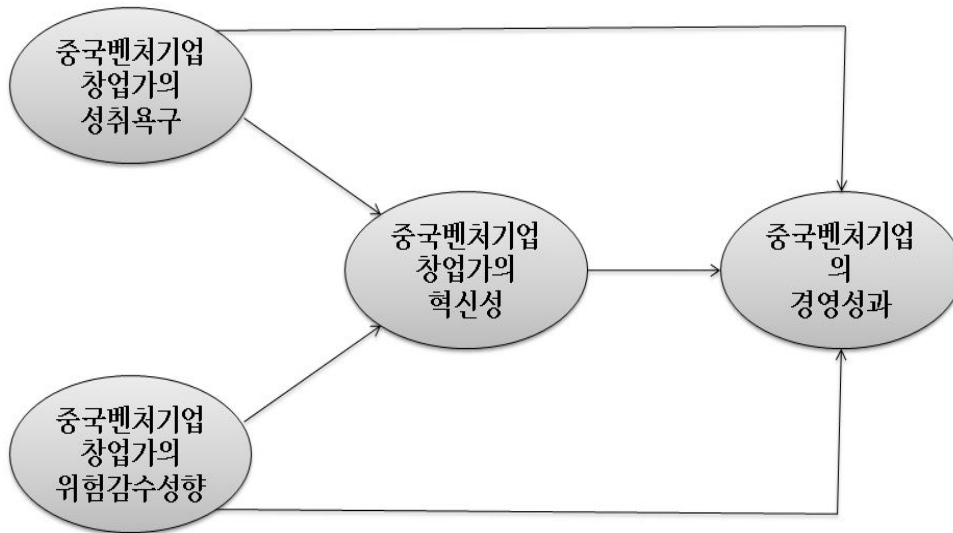 중국벤처기업
창업가의
성취욕구
중국벤처기업
창업가의
혁신성
중국벤처기업
의
경영성과
중국벤처기업
창업가의
위험감수성향